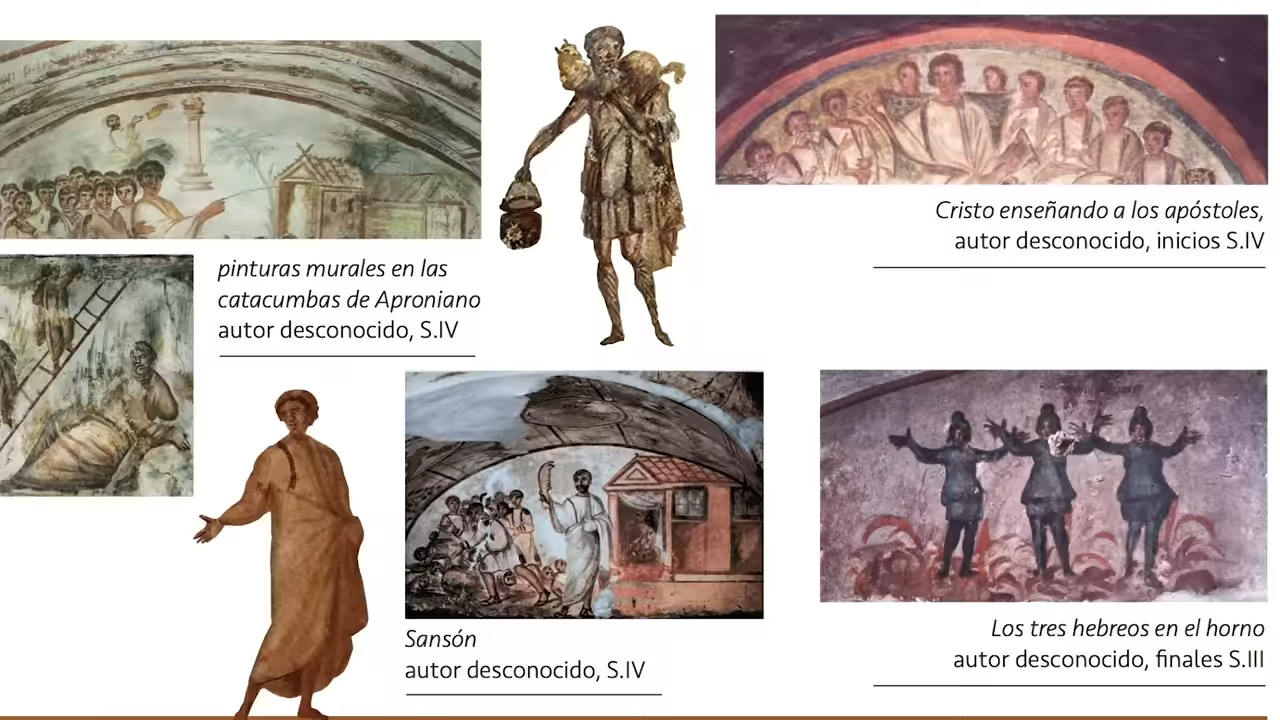 Cristo enseñando a los apóstoles,
autor desconocido, inicios S.IV
pinturas murales en las
catacumbas de Aproniano
autor desconocido, S.IV
Sansón
autor desconocido, S.IV
Los tres hebreos en el horno
autor desconocido, finales S.III